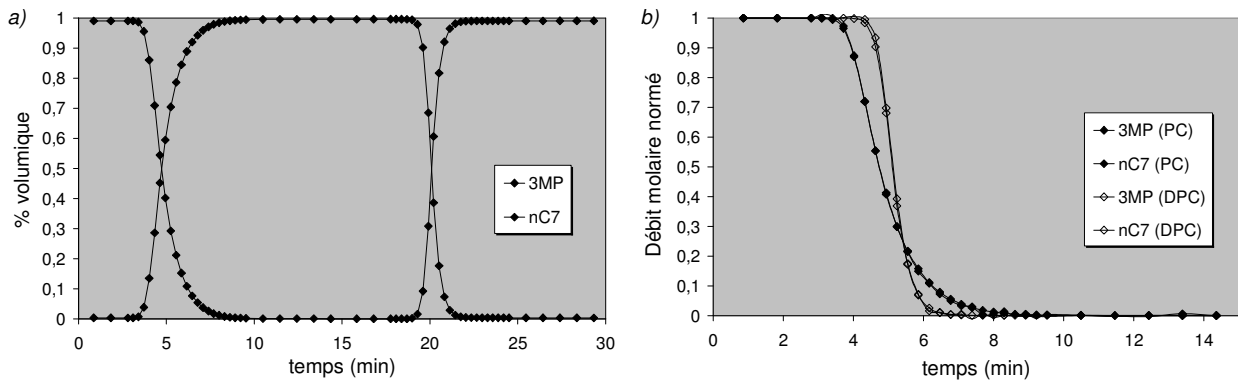 a)
% volumique
1
0,9
0,8
0,7
0,6
0,5
0,4
0,3
0,2
0,1
0
0 5 10 15 20 25 30
temps (min)
3MP
nC7
b)
Débit molaire normé
1
0,9
0,8
0,7
0,6
0,5
0,4
0,3
0,2
0,1
0
0 2 4 6 8 10 12 14
temps (min)
3MP (PC)
nC7 (PC)
3MP (DPC)
nC7 (DPC)